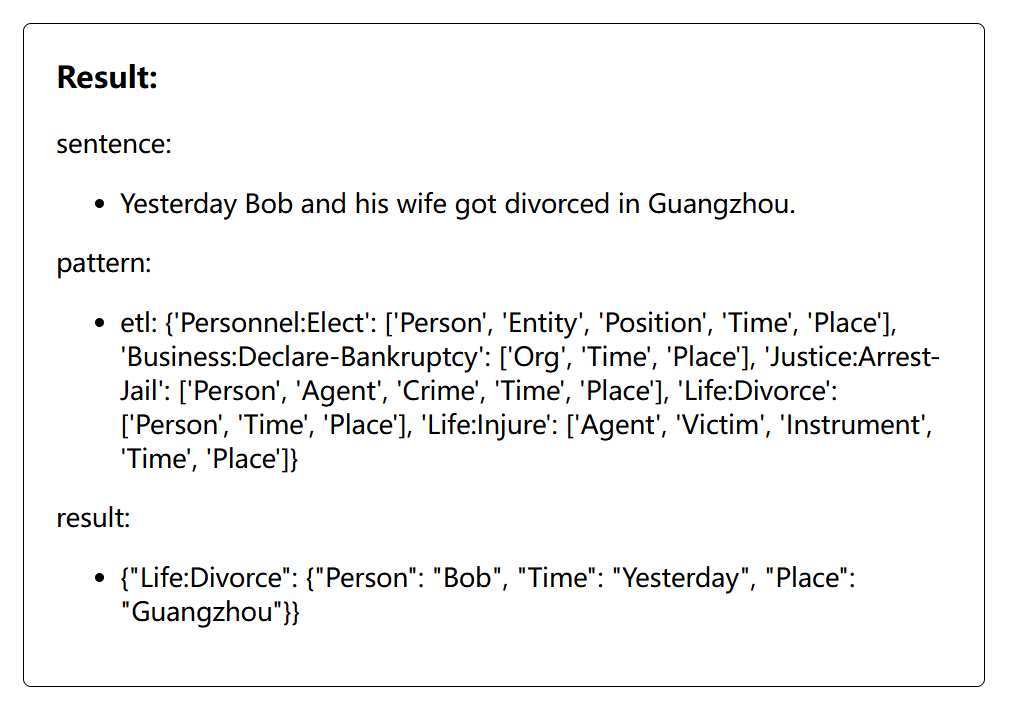 Result:
sentence:
• Yesterday Bob and his wife got divorced in Guangzhou.
pattern:
• etl: {'Personnel:Elect': ['Person', 'Entity', 'Position', 'Time', 'Place'],
'Business:Declare-Bankruptcy': ['Org', 'Time', 'Place'], 'Justice:Arrest-
Jail': ['Person', 'Agent', 'Crime', 'Time', 'Place'], 'Life:Divorce':
['Person', 'Time', 'Place'], 'Life:Injure': ['Agent', 'Victim', 'Instrument',
'Time', 'Place']}
result:
• {"Life:Divorce": {"Person": "Bob", "Time": "Yesterday", "Place":
"Guangzhou"}}